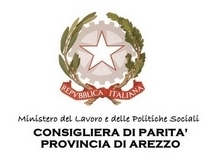 REPVBBLICA ITALIANA
Ministero del Lavoro e delle Politiche Sociali
CONSIGLIERA DI PARITA'
PROVINCIA DI AREZZO